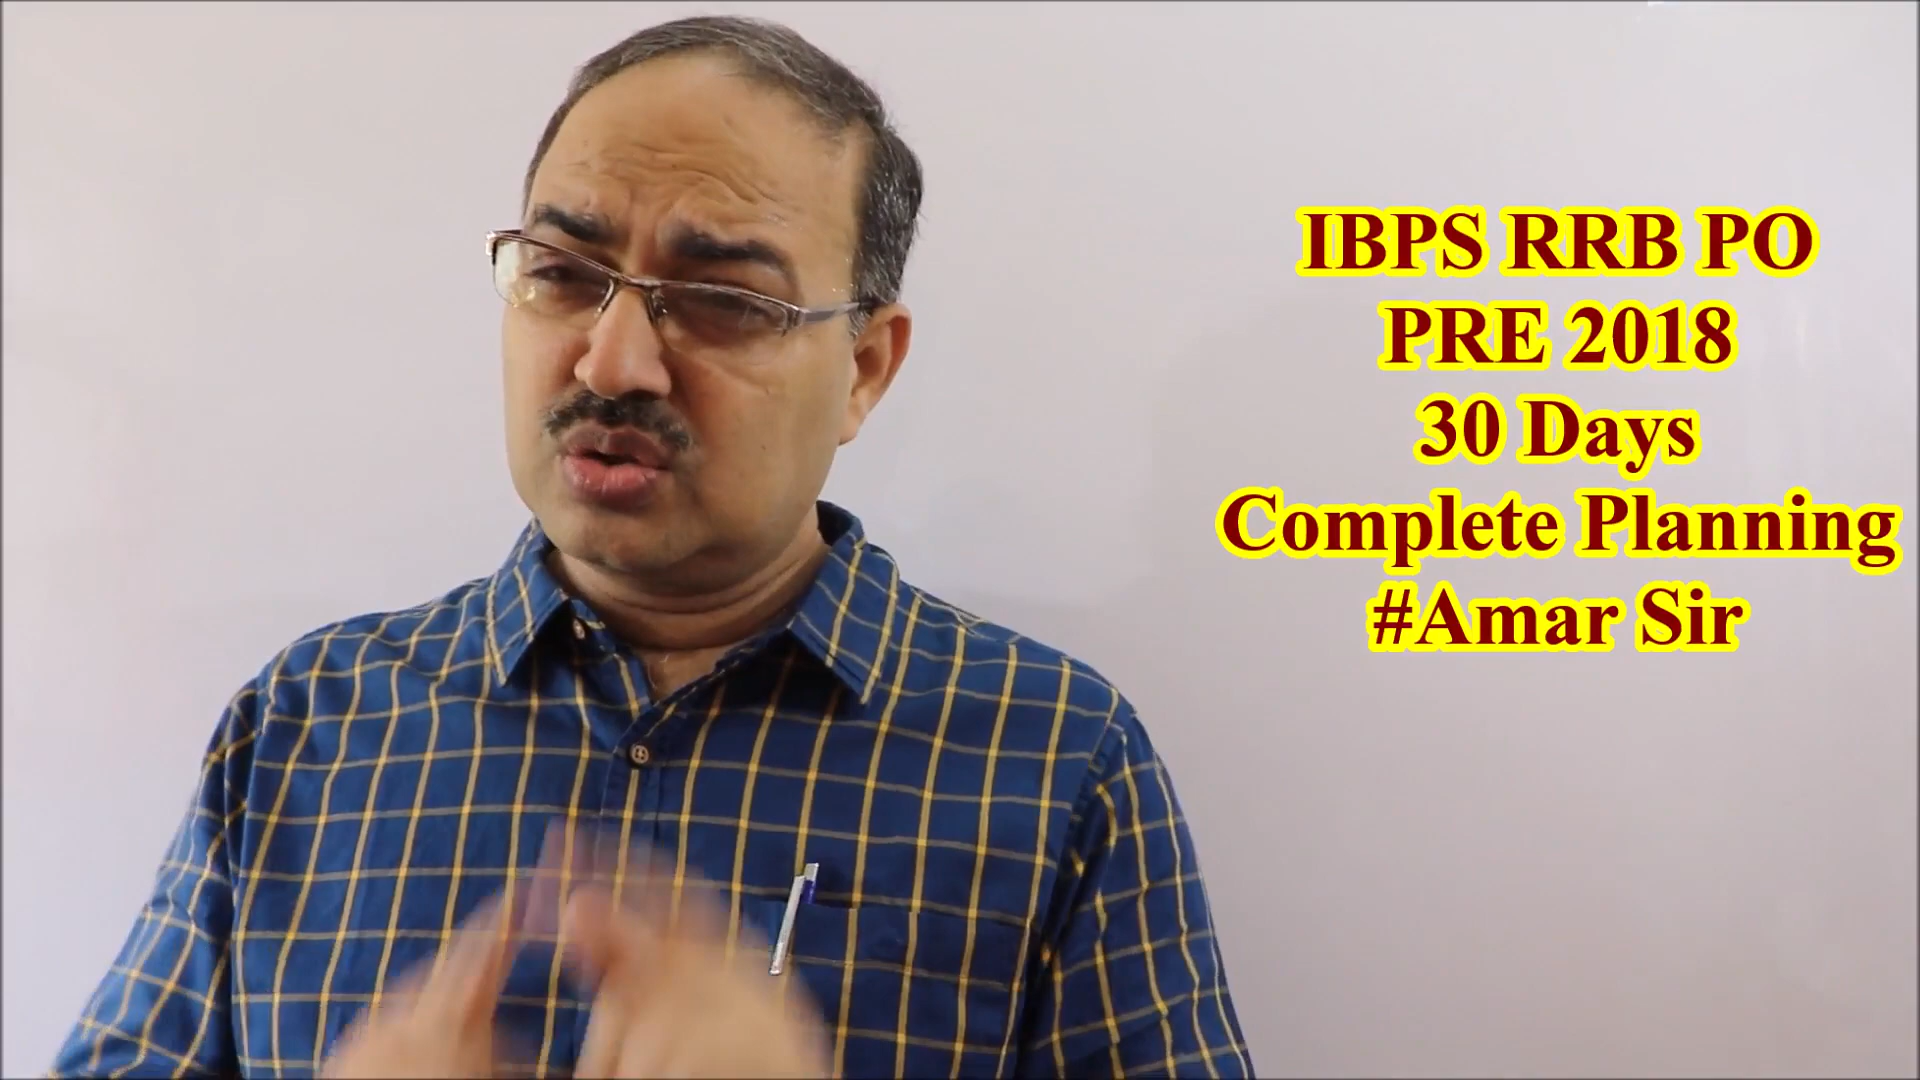 IBPS RRB PO
PRE 2018
30 Days
Complete Planning
#Amar Sir